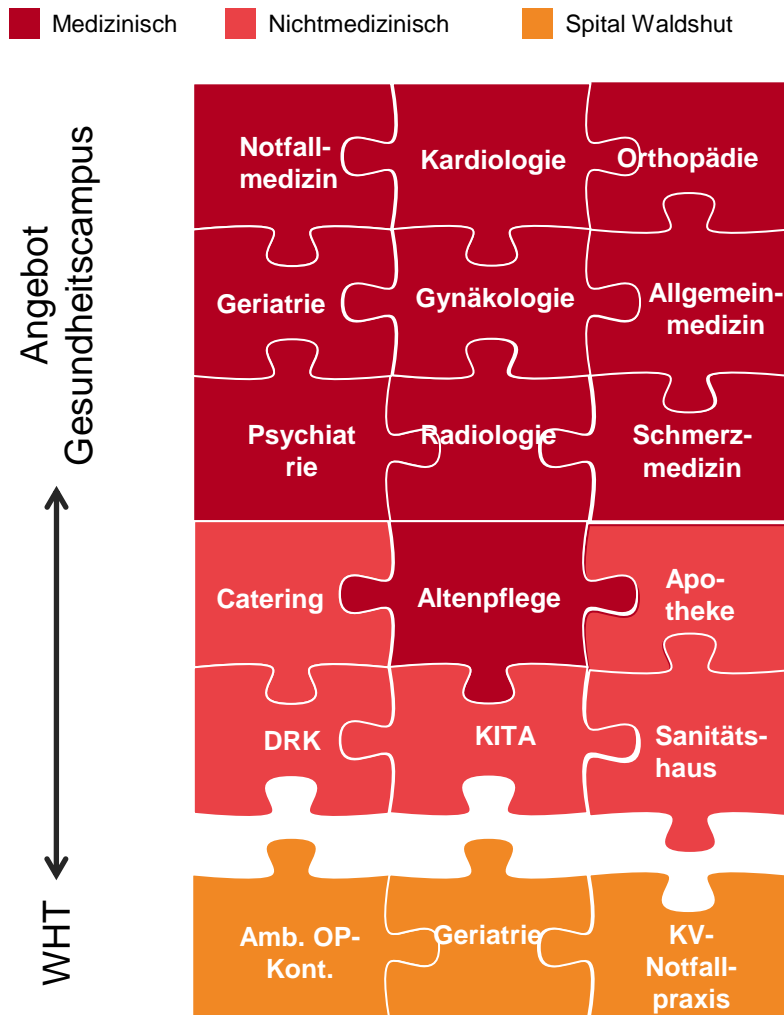 Medizinisch
Nichtmedizinisch
Spital Waldshut
Angebot
Gesundheitscampus
WHT
Notfall-
medizin
Kardiologie
Orthopädie
Geriatrie
Gynäkologie
Allgemein-
medizin
Psychiat
rie
Radiologie
Schmerz-
medizin
Catering
Altenpflege
Apo-
theke
DRK
KITA
Sanitäts-
haus
Amb. OP-
Kont.
Geriatrie
KV-
Notfall-
praxis